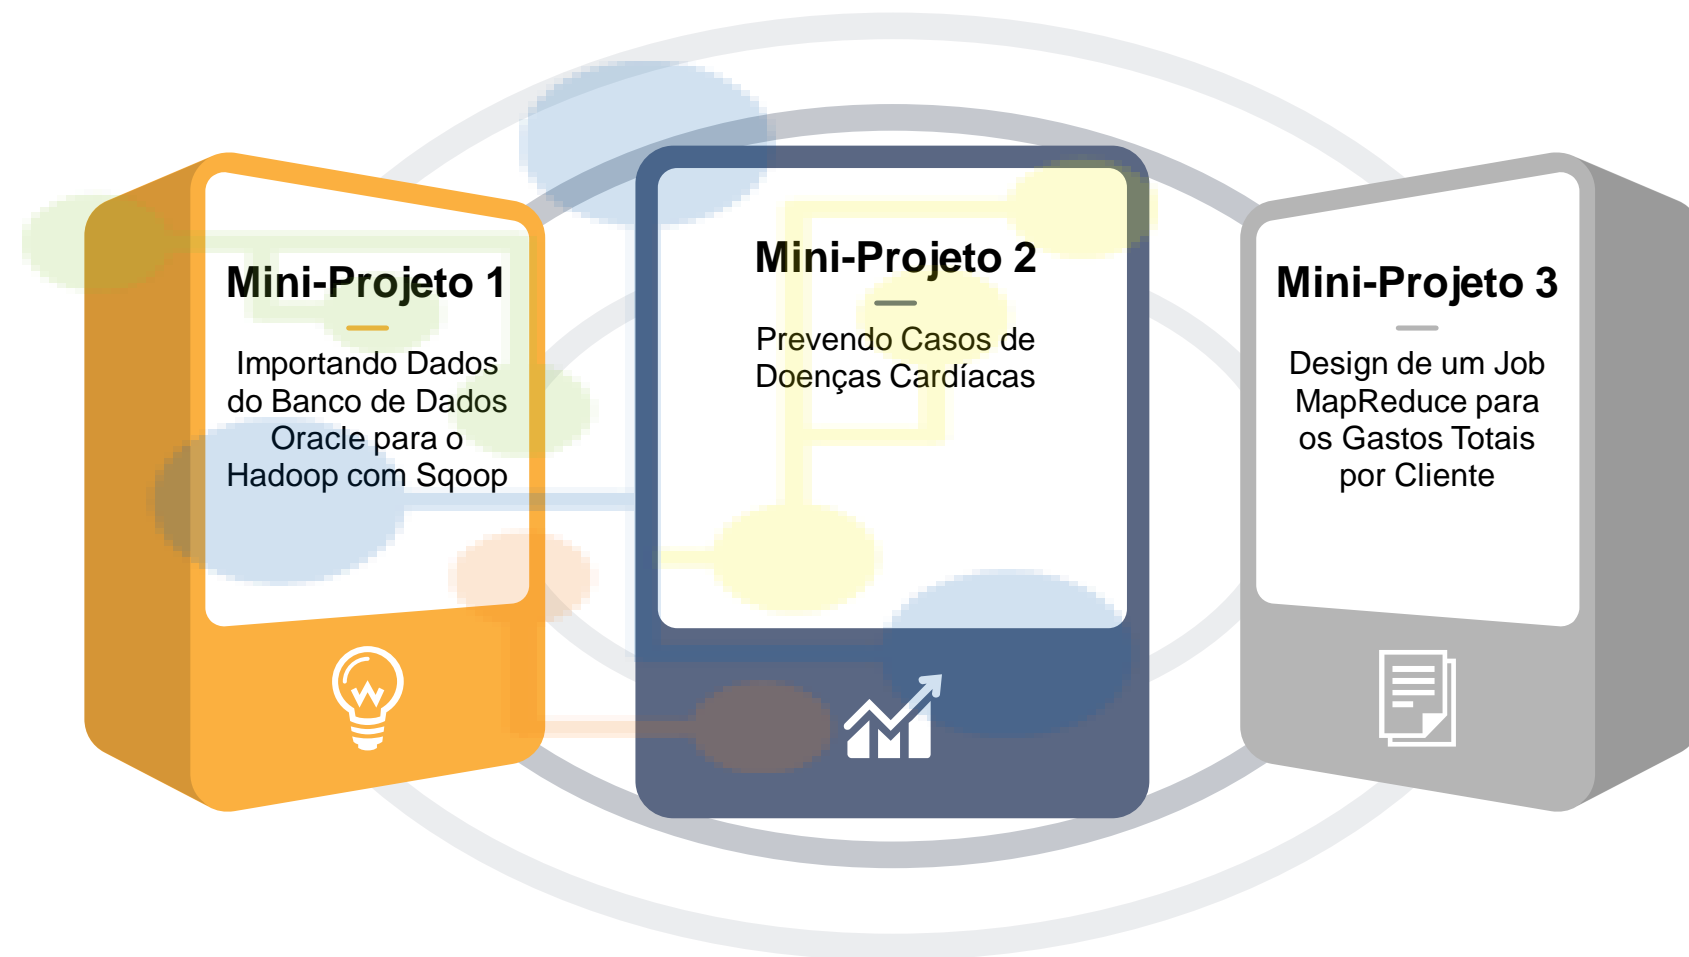 Mini-Projeto 1
Importando Dados
do Banco de Dados
Oracle para o
Hadoop com Sqoop
Mini-Projeto 2
Prevendo Casos de
Doenças Cardíacas
Mini-Projeto 3
Design de um Job
MapReduce para
os Gastos Totais
por Cliente